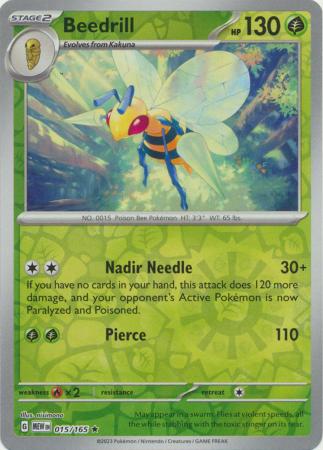 STAGE 2
Beedrill
HP 130
Evolves from Kakuna
NO. 0015 Poison Bee Pokémon HT: 3'3" WT: 65 lbs.
Nadir Needle 30+
If you have no cards in your hand, this attack does 120 more
damage, and your opponent's Active Pokémon is now
Paralyzed and Poisoned.
Pierce 110
weakness ×2 resistance retreat
Illus. nisimono
G MEW EN 015/165 ★
May appear in a swarm. Flies at violent speeds, all
the while stabbing with the toxic stinger on its rear.
©2023 Pokémon / Nintendo / Creatures / GAME FREAK